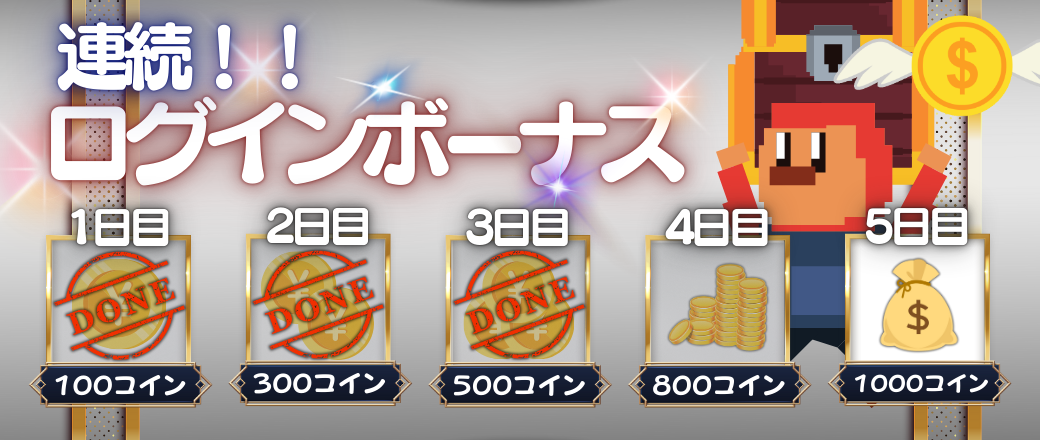 連続！！
ログインボーナス
1日目 2日目 3日目 4日目 5日目
DONE DONE DONE $
100コイン 300コイン 500コイン 800コイン 1000コイン
$